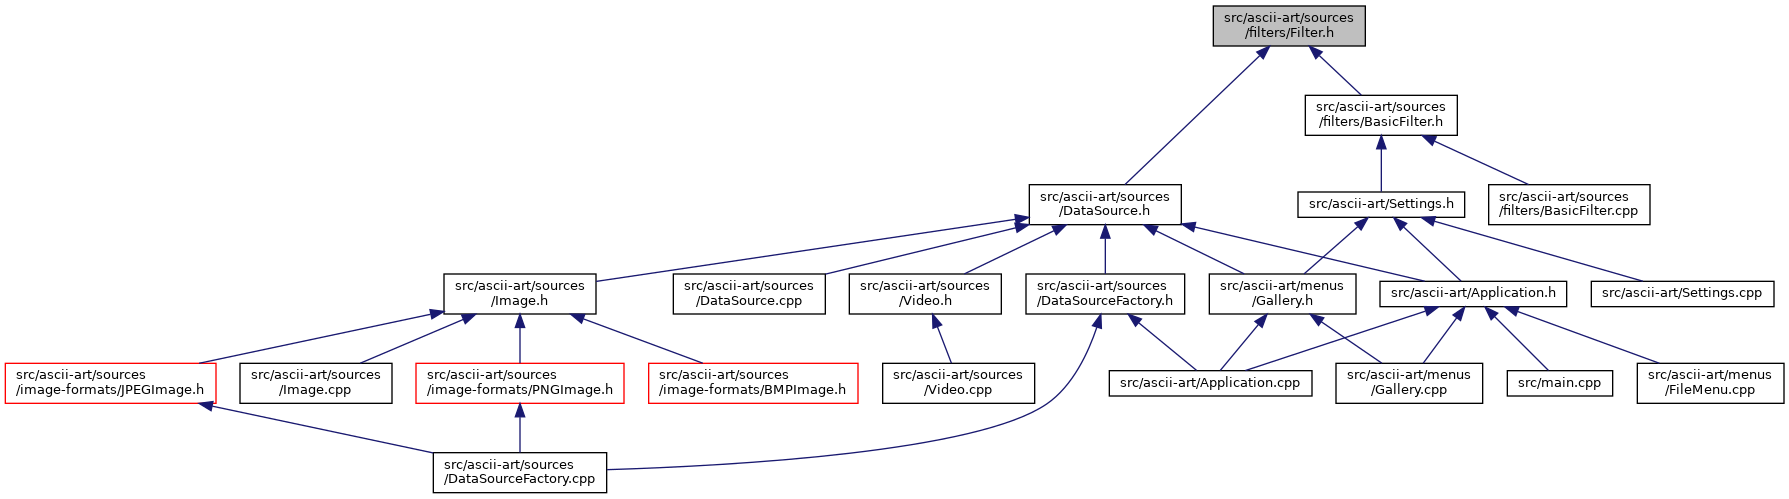 src/ascii-art/sources
/filters/Filter.h
src/ascii-art/sources
/filters/BasicFilter.h
src/ascii-art/sources
/DataSource.h
src/ascii-art/Settings.h
src/ascii-art/sources
/filters/BasicFilter.cpp
src/ascii-art/sources
/Image.h
src/ascii-art/sources
/DataSource.cpp
src/ascii-art/sources
/Video.h
src/ascii-art/sources
/DataSourceFactory.h
src/ascii-art/menus
/Gallery.h
src/ascii-art/Application.h
src/ascii-art/Settings.cpp
src/ascii-art/sources
/image-formats/JPEGImage.h
src/ascii-art/sources
/Image.cpp
src/ascii-art/sources
/image-formats/PNGImage.h
src/ascii-art/sources
/image-formats/BMPImage.h
src/ascii-art/sources
/Video.cpp
src/ascii-art/Application.cpp
src/ascii-art/menus
/Gallery.cpp
src/main.cpp
src/ascii-art/menus
/FileMenu.cpp
src/ascii-art/sources
/DataSourceFactory.cpp